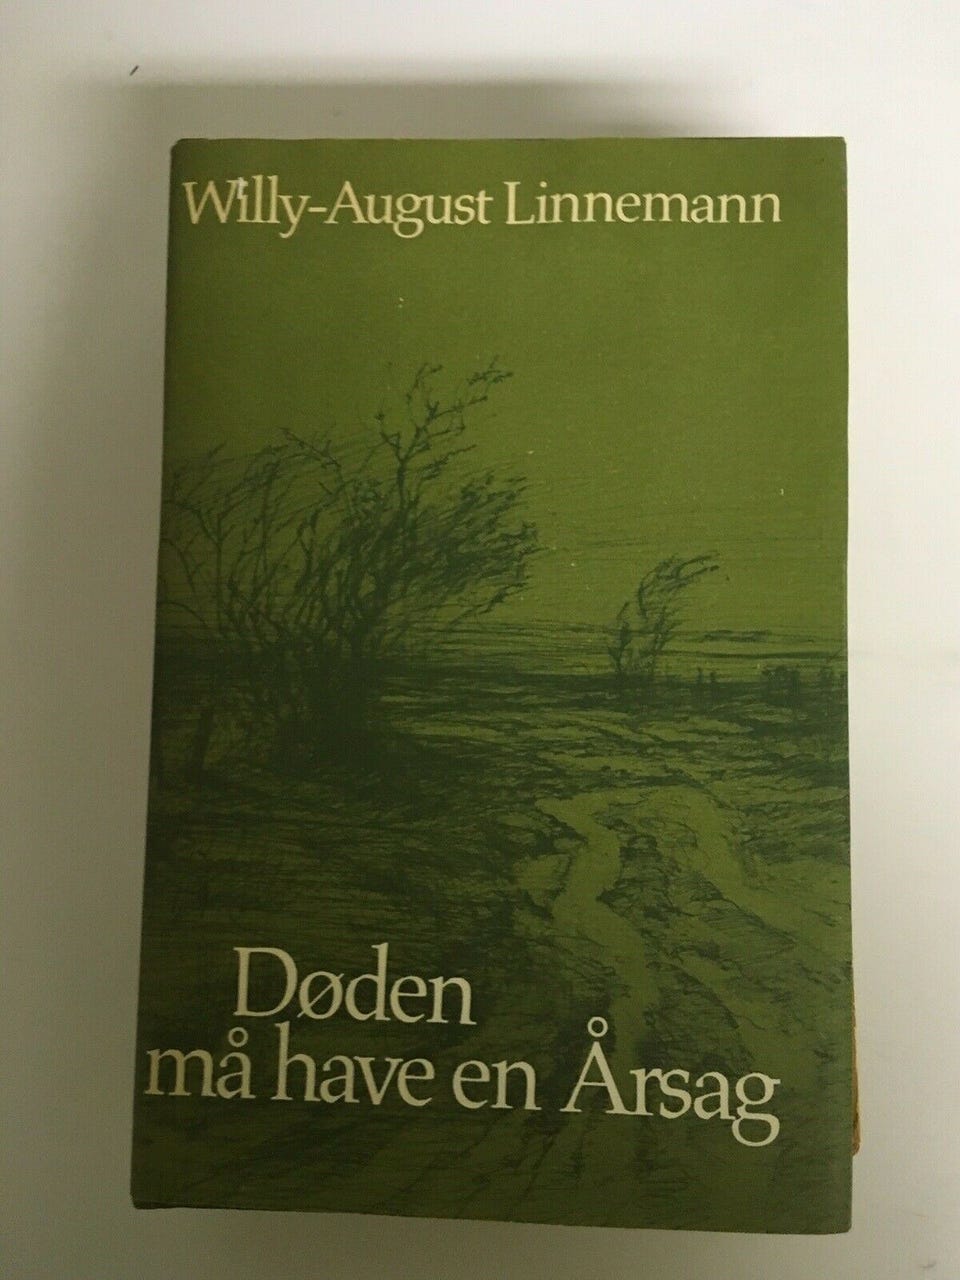 Willy-August Linnemann
Døden
må have en Årsag